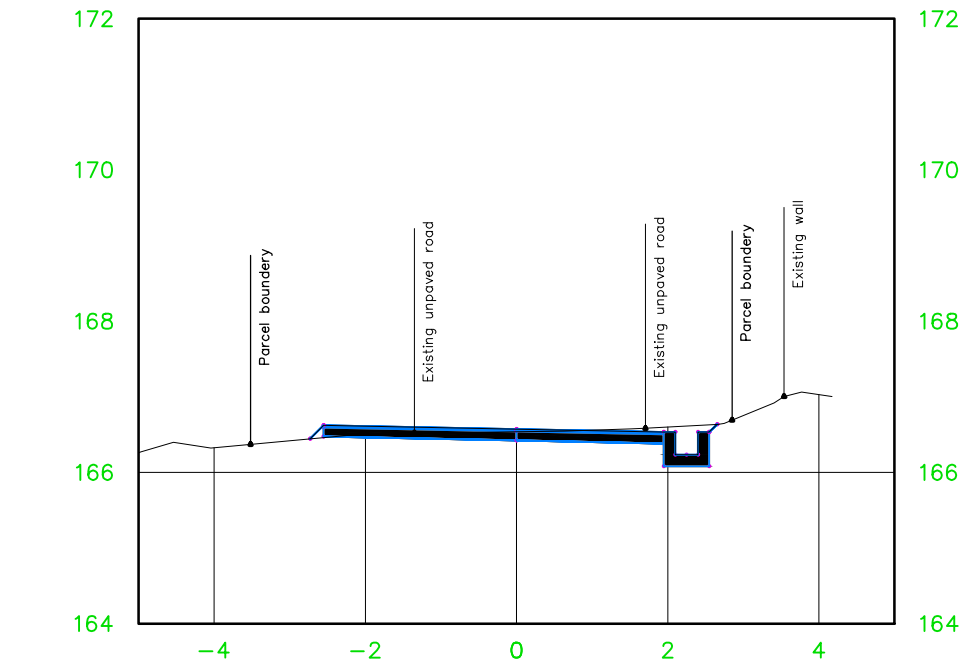 172 172
170 170
168 168
166 166
164 164
Parcel boundery
Existing unpaved road
Existing unpaved road
Parcel boundery
Existing wall
-4 -2 0 2 4